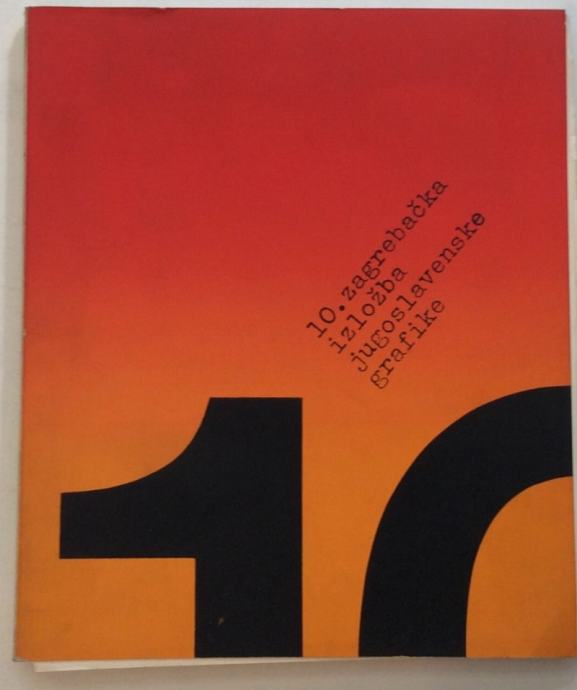 10. zagrebačka
izložba
jugoslavenske
grafike
10